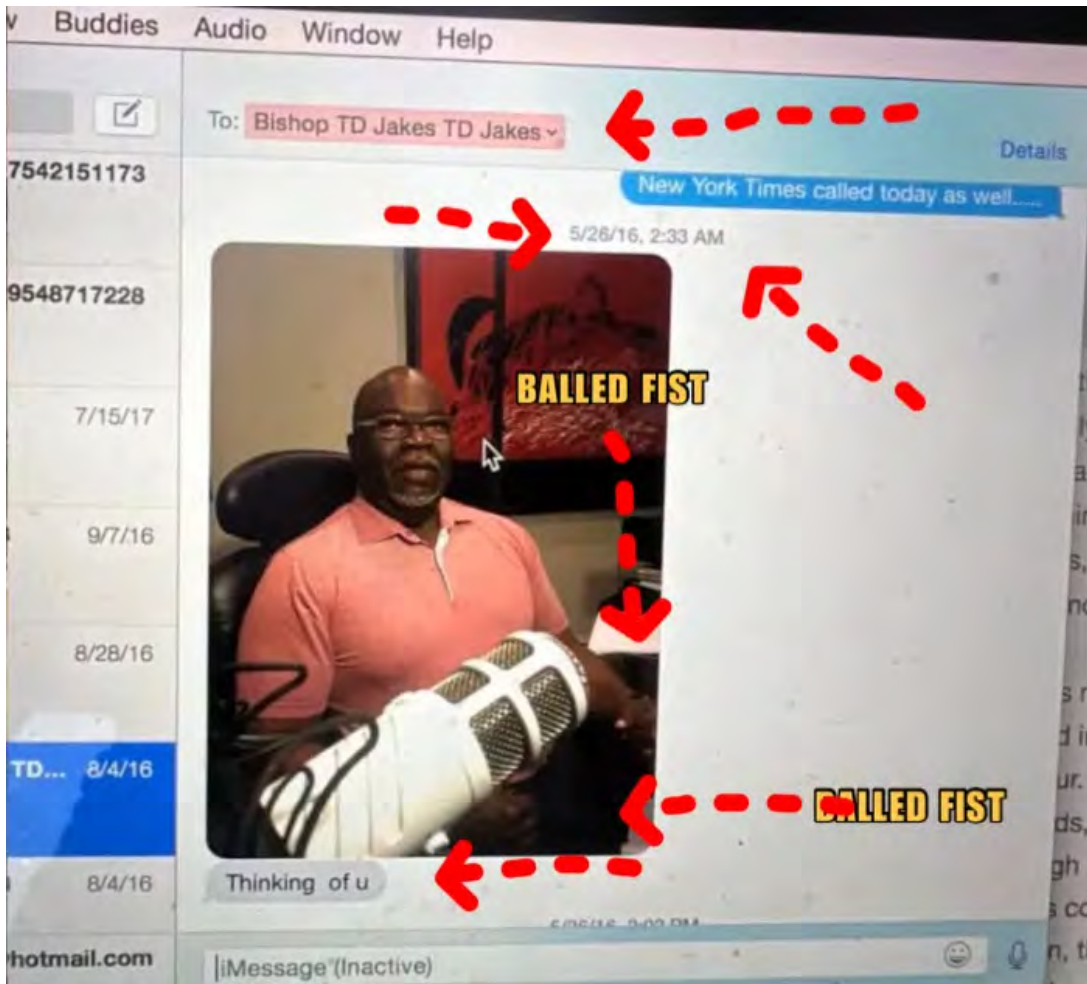 Buddies Audio Window Help
To: Bishop TD Jakes TD Jakes
Details
7542151173
New York Times called today as well.....
5/26/16, 2:33 AM
9548717228
BALLED FIST
7/15/17
9/7/16
8/28/16
TD... 8/4/16
BALLED FIST
8/4/16
Thinking of u
hotmail.com
iMessage (Inactive)